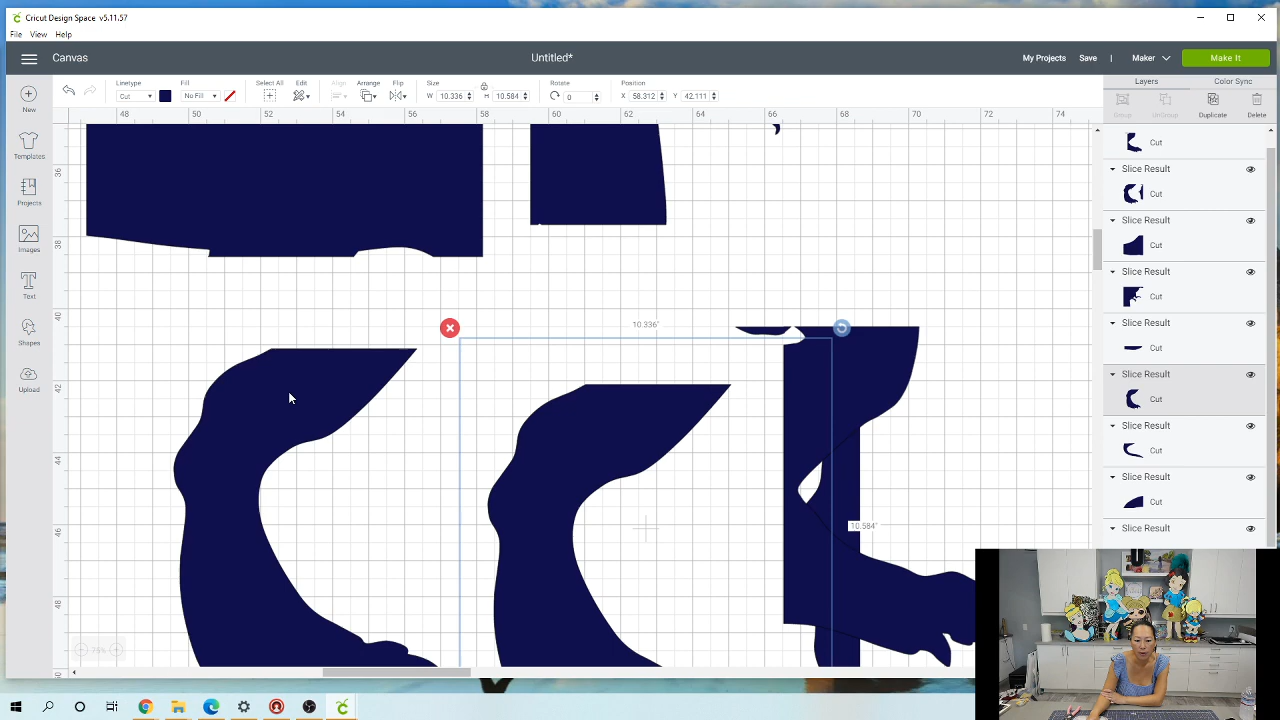 Cricut Design Space v5.11.57
File View Help
Canvas
Untitled*
My Projects Save | Maker Make It
Linetype Fill Select All Edit Align Arrange Flip Size Rotate Position
Cut No Fill W 10.336 H 10.584 0 X 58.312 Y 42.111
Layers Color Sync
Group UnGroup Duplicate Delete
New
Templates
Projects
Images
Text
Shapes
Upload
48 50 52 54 56 58 60 62 64 66 68 70 72 74
36
38
40
42
44
46
48
10.336"
10.584"
75%
Cut
Slice Result
Cut
Slice Result
Cut
Slice Result
Cut
Slice Result
Cut
Slice Result
Cut
Slice Result
Cut
Slice Result
Cut
Slice Result